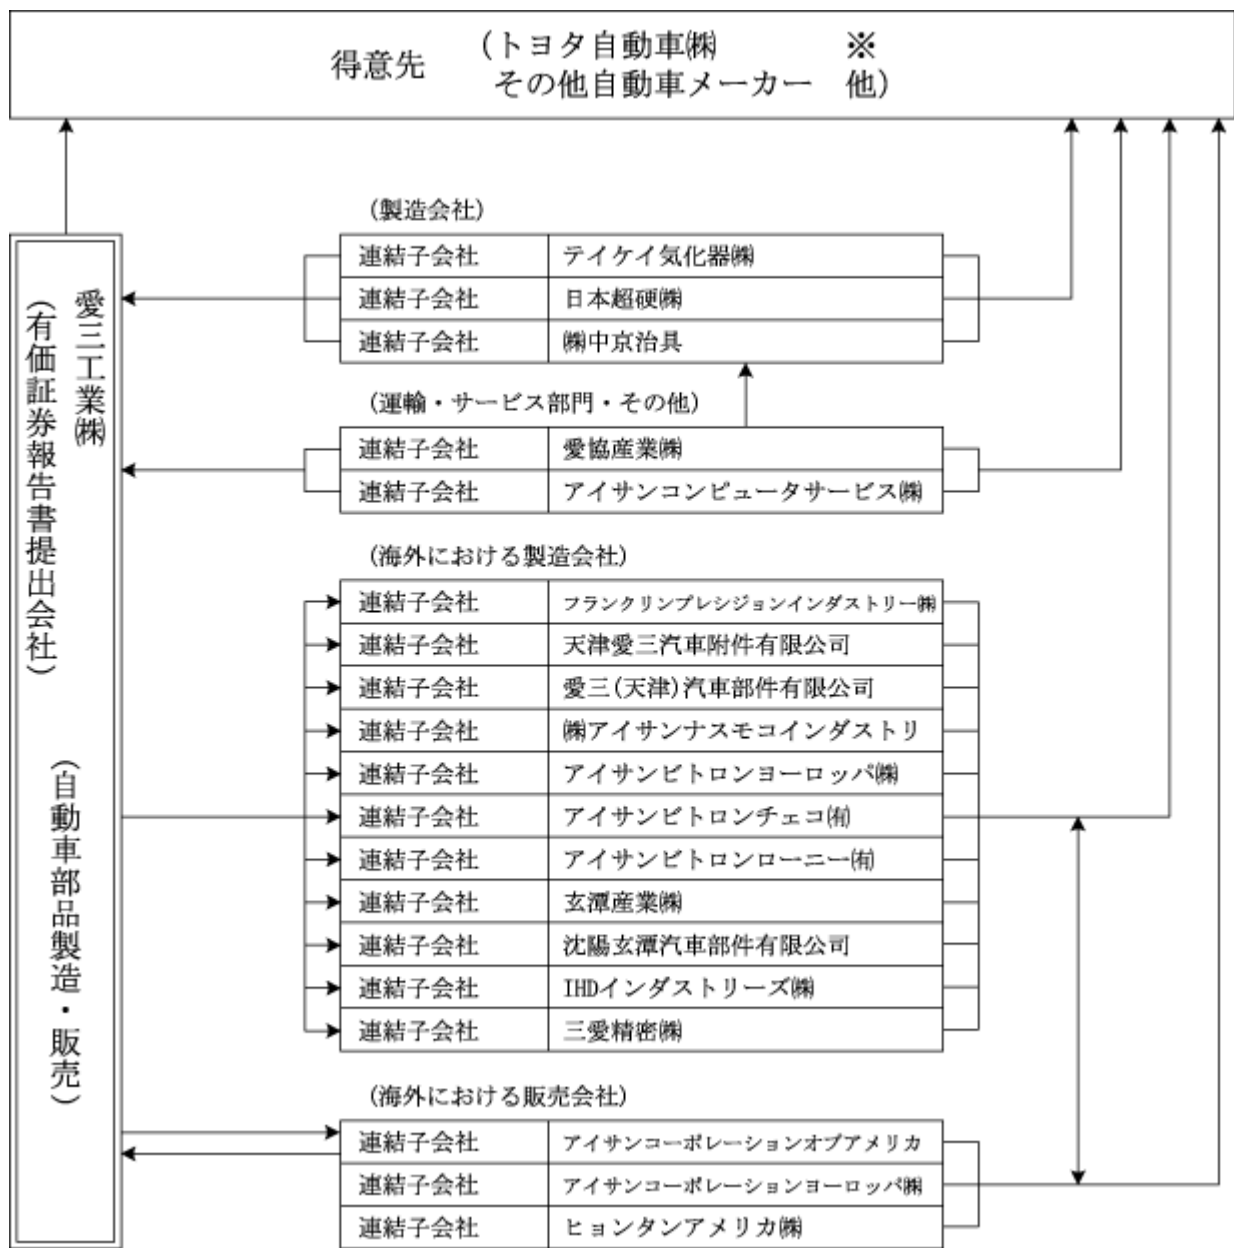 得意先 (トヨタ自動車㈱ ※
その他自動車メーカー 他)
愛三工業㈱
(有価証券報告書提出会社)
(自動車部品製造・販売)
(製造会社)
連結子会社 テイケイ気化器㈱
連結子会社 日本超硬㈱
連結子会社 ㈱中京治具
(運輸・サービス部門・その他)
連結子会社 愛協産業㈱
連結子会社 アイサンコンピュータサービス㈱
(海外における製造会社)
連結子会社 フランクリンプレシジョンインダストリー㈱
連結子会社 天津愛三汽車附件有限公司
連結子会社 愛三(天津)汽車部件有限公司
連結子会社 ㈱アイサンナスモコインダストリ
連結子会社 アイサンビトロンヨーロッパ㈱
連結子会社 アイサンビトロンチェコ㈲
連結子会社 アイサンビトロンローニー㈲
連結子会社 玄潭産業㈱
連結子会社 沈陽玄潭汽車部件有限公司
連結子会社 IHDインダストリーズ㈱
連結子会社 三愛精密㈱
(海外における販売会社)
連結子会社 アイサンコーポレーションオブアメリカ
連結子会社 アイサンコーポレーションヨーロッパ㈱
連結子会社 ヒョンタンアメリカ㈱